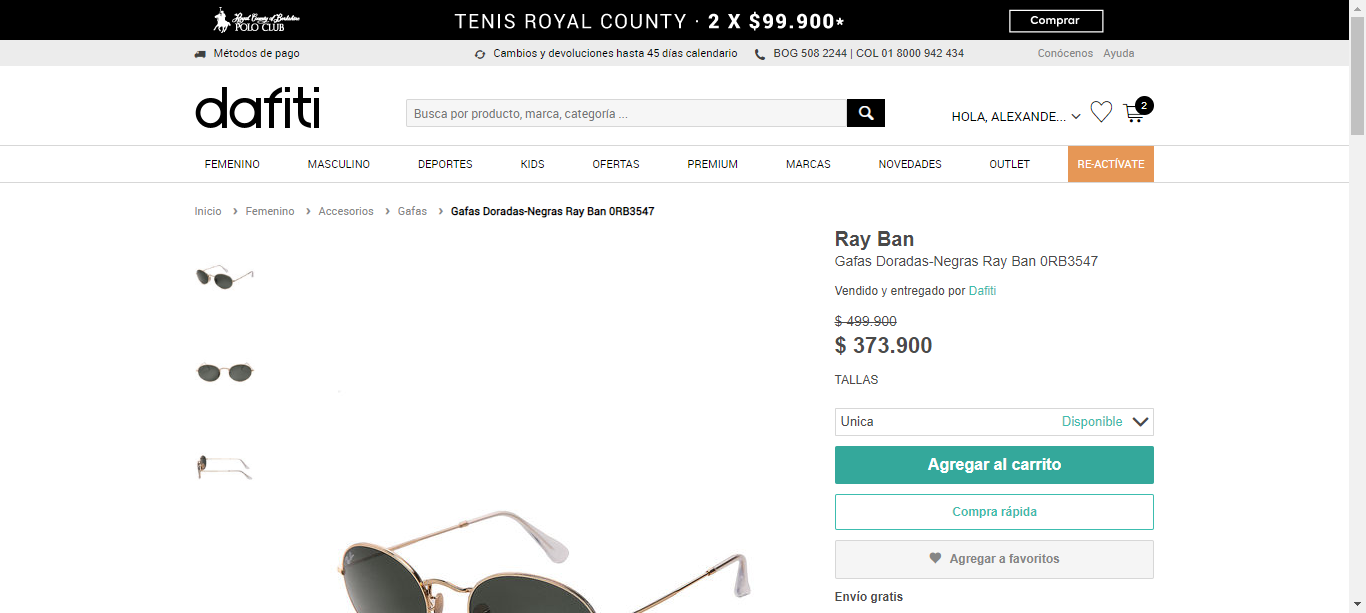 Royal County of Berkshire
POLO CLUB
TENIS ROYAL COUNTY · 2 X $99.900*
Comprar
Métodos de pago
Cambios y devoluciones hasta 45 días calendario
BOG 508 2244 | COL 01 8000 942 434
Conócenos Ayuda
dafiti
Busca por producto, marca, categoría ...
HOLA, ALEXANDE...
2
FEMENINO MASCULINO DEPORTES KIDS OFERTAS PREMIUM MARCAS NOVEDADES OUTLET RE-ACTÍVATE
Inicio › Femenino › Accesorios › Gafas › Gafas Doradas-Negras Ray Ban 0RB3547
Ray Ban
Gafas Doradas-Negras Ray Ban 0RB3547
Vendido y entregado por Dafiti
$ 499.900
$ 373.900
TALLAS
Unica Disponible
Agregar al carrito
Compra rápida
Agregar a favoritos
Envío gratis